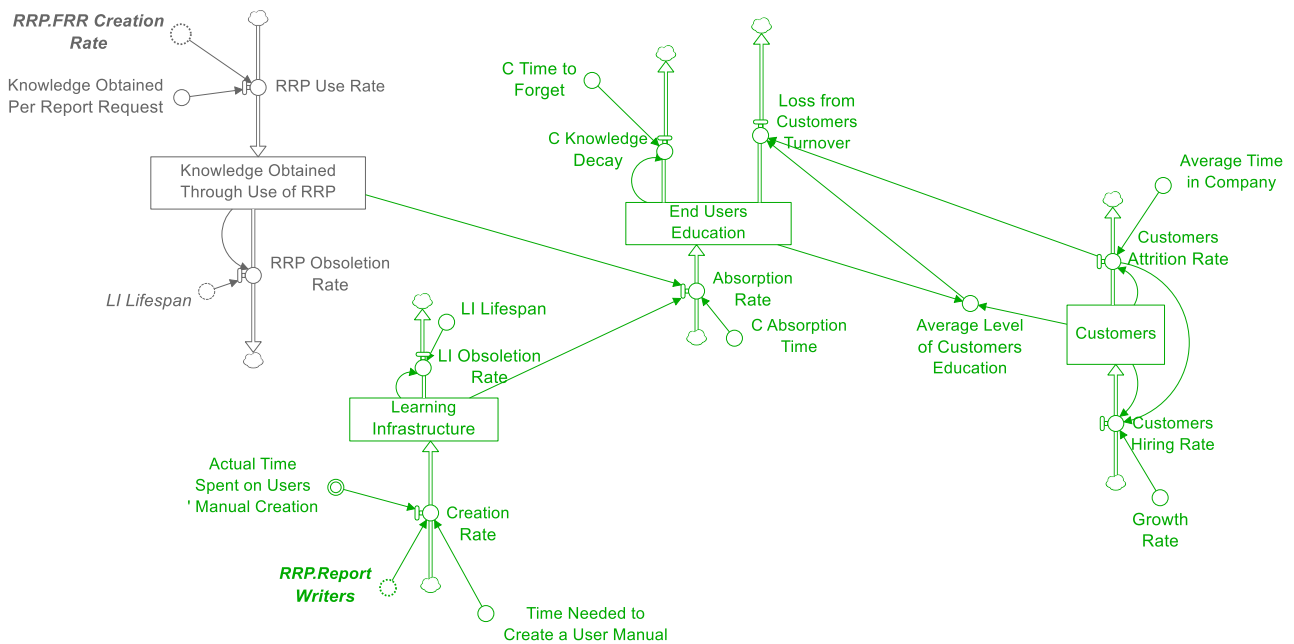 RRP.FRR Creation
Rate
Knowledge Obtained
Per Report Request
RRP Use Rate
Knowledge Obtained
Through Use of RRP
RRP Obsoletion
Rate
LI Lifespan
C Time to
Forget
C Knowledge
Decay
Loss from
Customers
Turnover
End Users
Education
Absorption
Rate
C Absorption
Time
Average Level
of Customers
Education
Average Time
in Company
Customers
Attrition Rate
Customers
Customers
Hiring Rate
Growth
Rate
LI Lifespan
LI Obsoletion
Rate
Learning
Infrastructure
Actual Time
Spent on Users
' Manual Creation
Creation
Rate
RRP.Report
Writers
Time Needed to
Create a User Manual